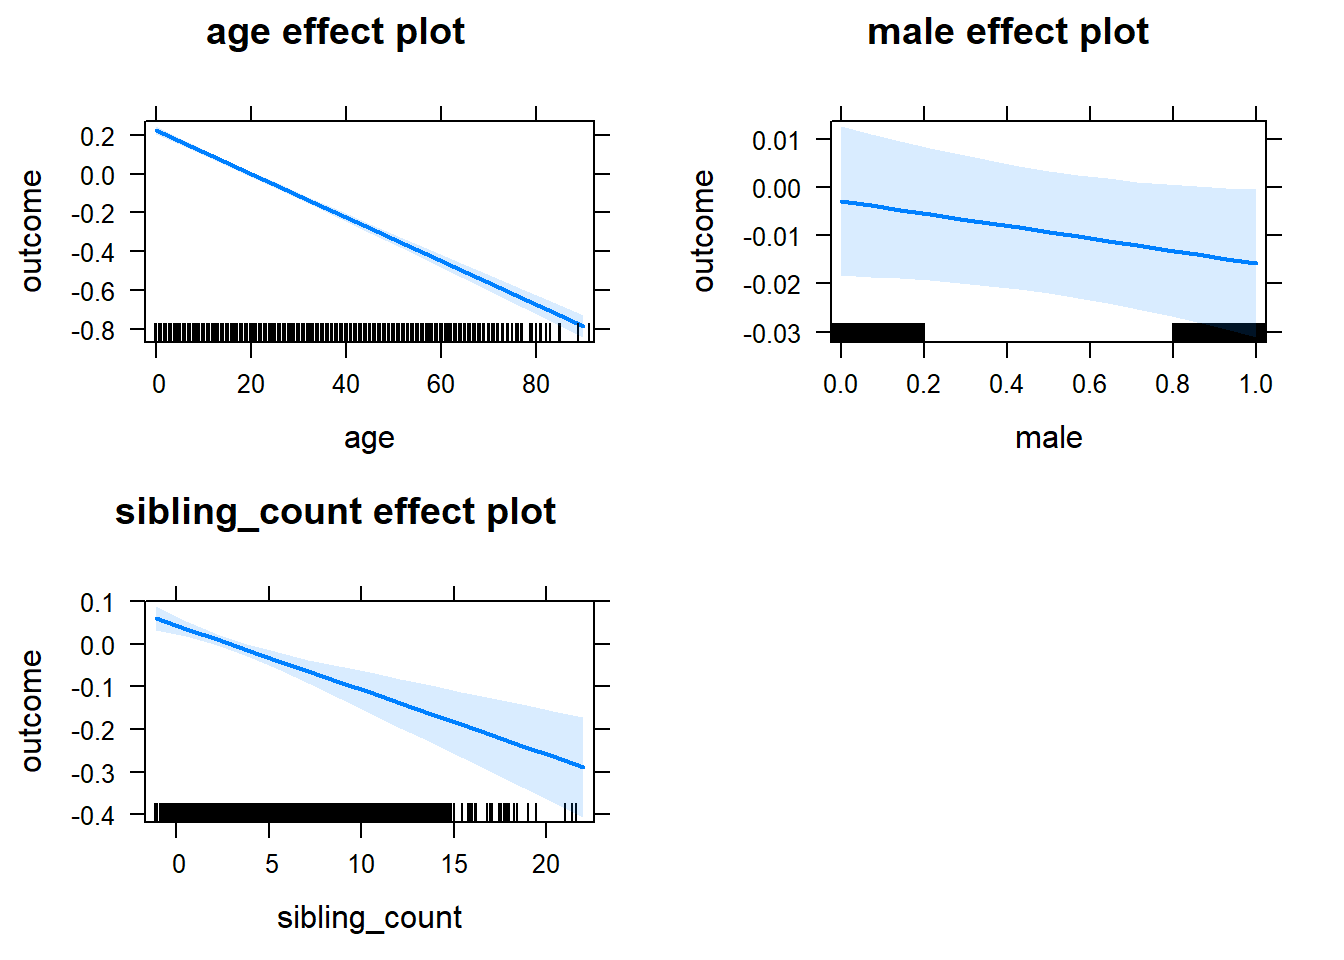 age effect plot
outcome
0.2
0.0
-0.2
-0.4
-0.6
-0.8
0 20 40 60 80
age
male effect plot
outcome
0.01
0.00
-0.01
-0.02
-0.03
0.0 0.2 0.4 0.6 0.8 1.0
male
sibling_count effect plot
outcome
0.1
0.0
-0.1
-0.2
-0.3
-0.4
0 5 10 15 20
sibling_count